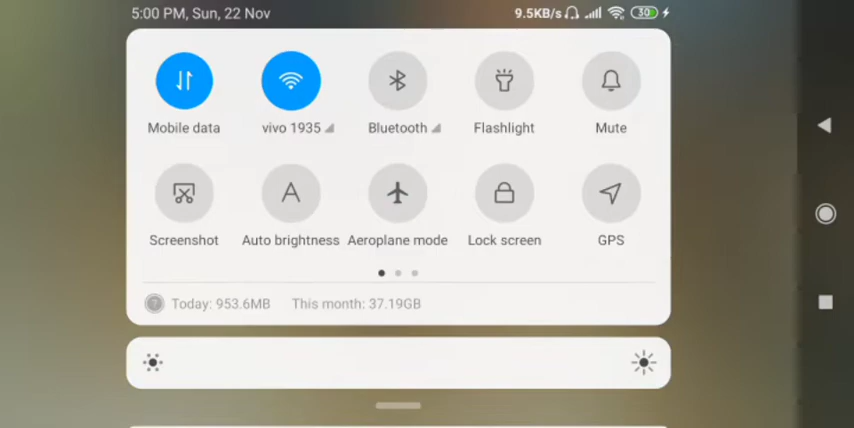 5:00 PM, Sun, 22 Nov 9.5KB/s 30
Mobile data vivo 1935 Bluetooth Flashlight Mute
A
Screenshot Auto brightness Aeroplane mode Lock screen GPS
? Today: 953.6MB This month: 37.19GB